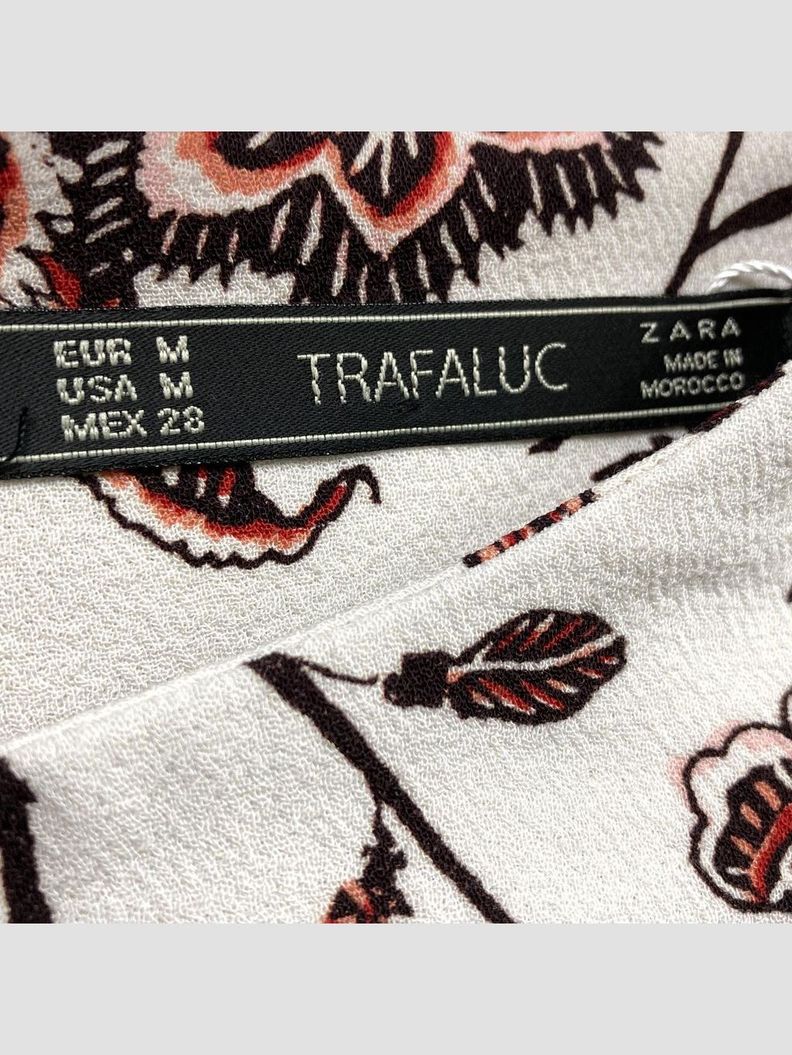 EUR M
USA M
MEX 28
TRAFALUC
ZARA
MADE IN
MOROCCO